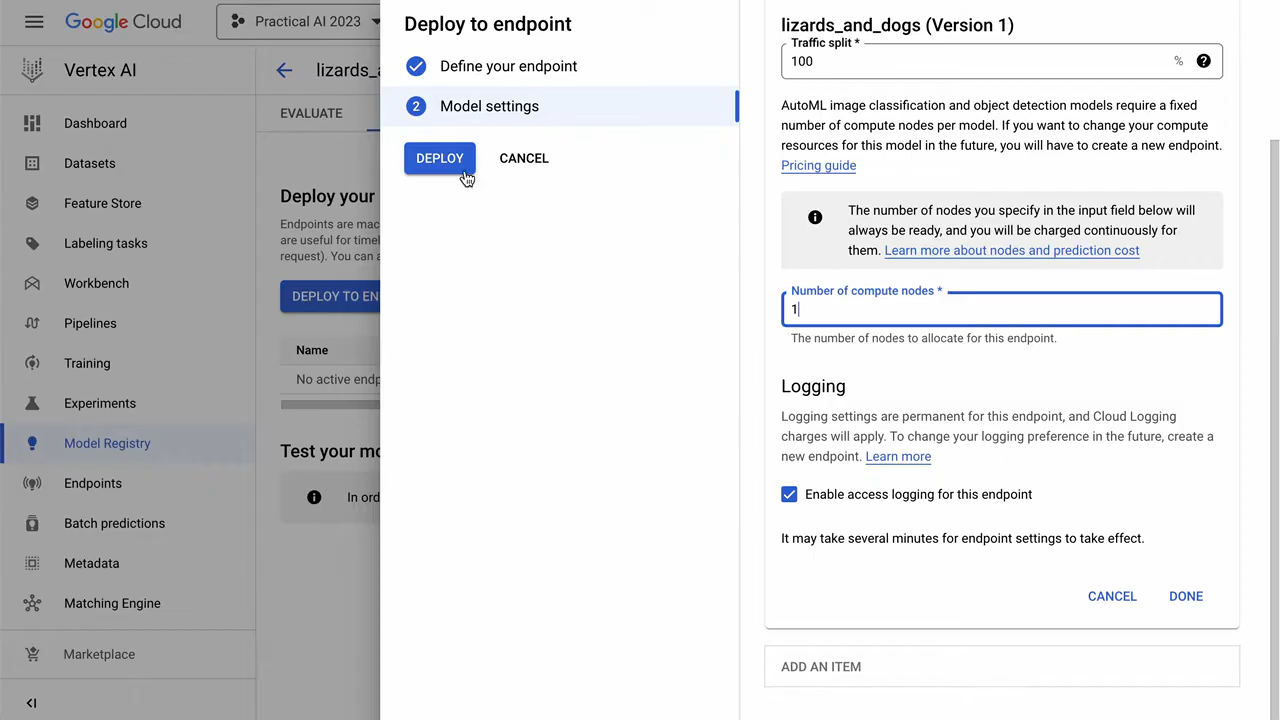 Google Cloud
Practical AI 2023
Vertex AI
Dashboard
Datasets
Feature Store
Labeling tasks
Workbench
Pipelines
Training
Experiments
Model Registry
Endpoints
Batch predictions
Metadata
Matching Engine
Marketplace
lizards_a
EVALUATE
Deploy your
Endpoints are mac
are useful for timel
request). You can a
DEPLOY TO EN
Name
No active endp
Test your mo
In ord
Deploy to endpoint
Define your endpoint
2 Model settings
DEPLOY
CANCEL
lizards_and_dogs (Version 1)
Traffic split *
100 %
AutoML image classification and object detection models require a fixed
number of compute nodes per model. If you want to change your compute
resources for this model in the future, you will have to create a new endpoint.
Pricing guide
The number of nodes you specify in the input field below will
always be ready, and you will be charged continuously for
them. Learn more about nodes and prediction cost
Number of compute nodes *
1
The number of nodes to allocate for this endpoint.
Logging
Logging settings are permanent for this endpoint, and Cloud Logging
charges will apply. To change your logging preference in the future, create a
new endpoint. Learn more
Enable access logging for this endpoint
It may take several minutes for endpoint settings to take effect.
CANCEL
DONE
ADD AN ITEM